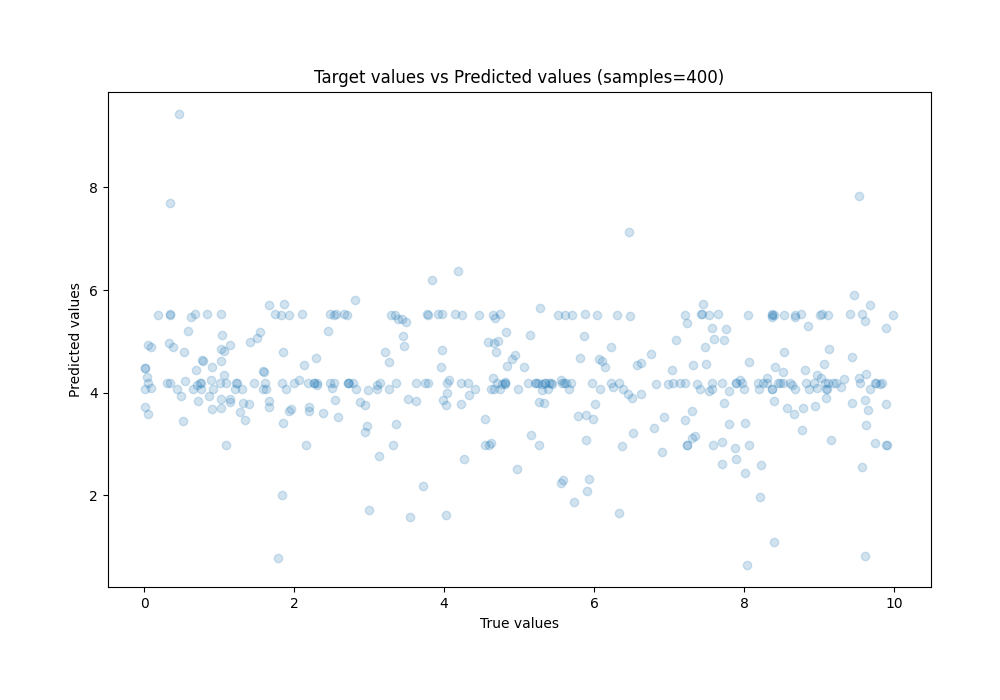 Target values vs Predicted values (samples=400)
Predicted values
8
6
4
2
0 2 4 6 8 10
True values